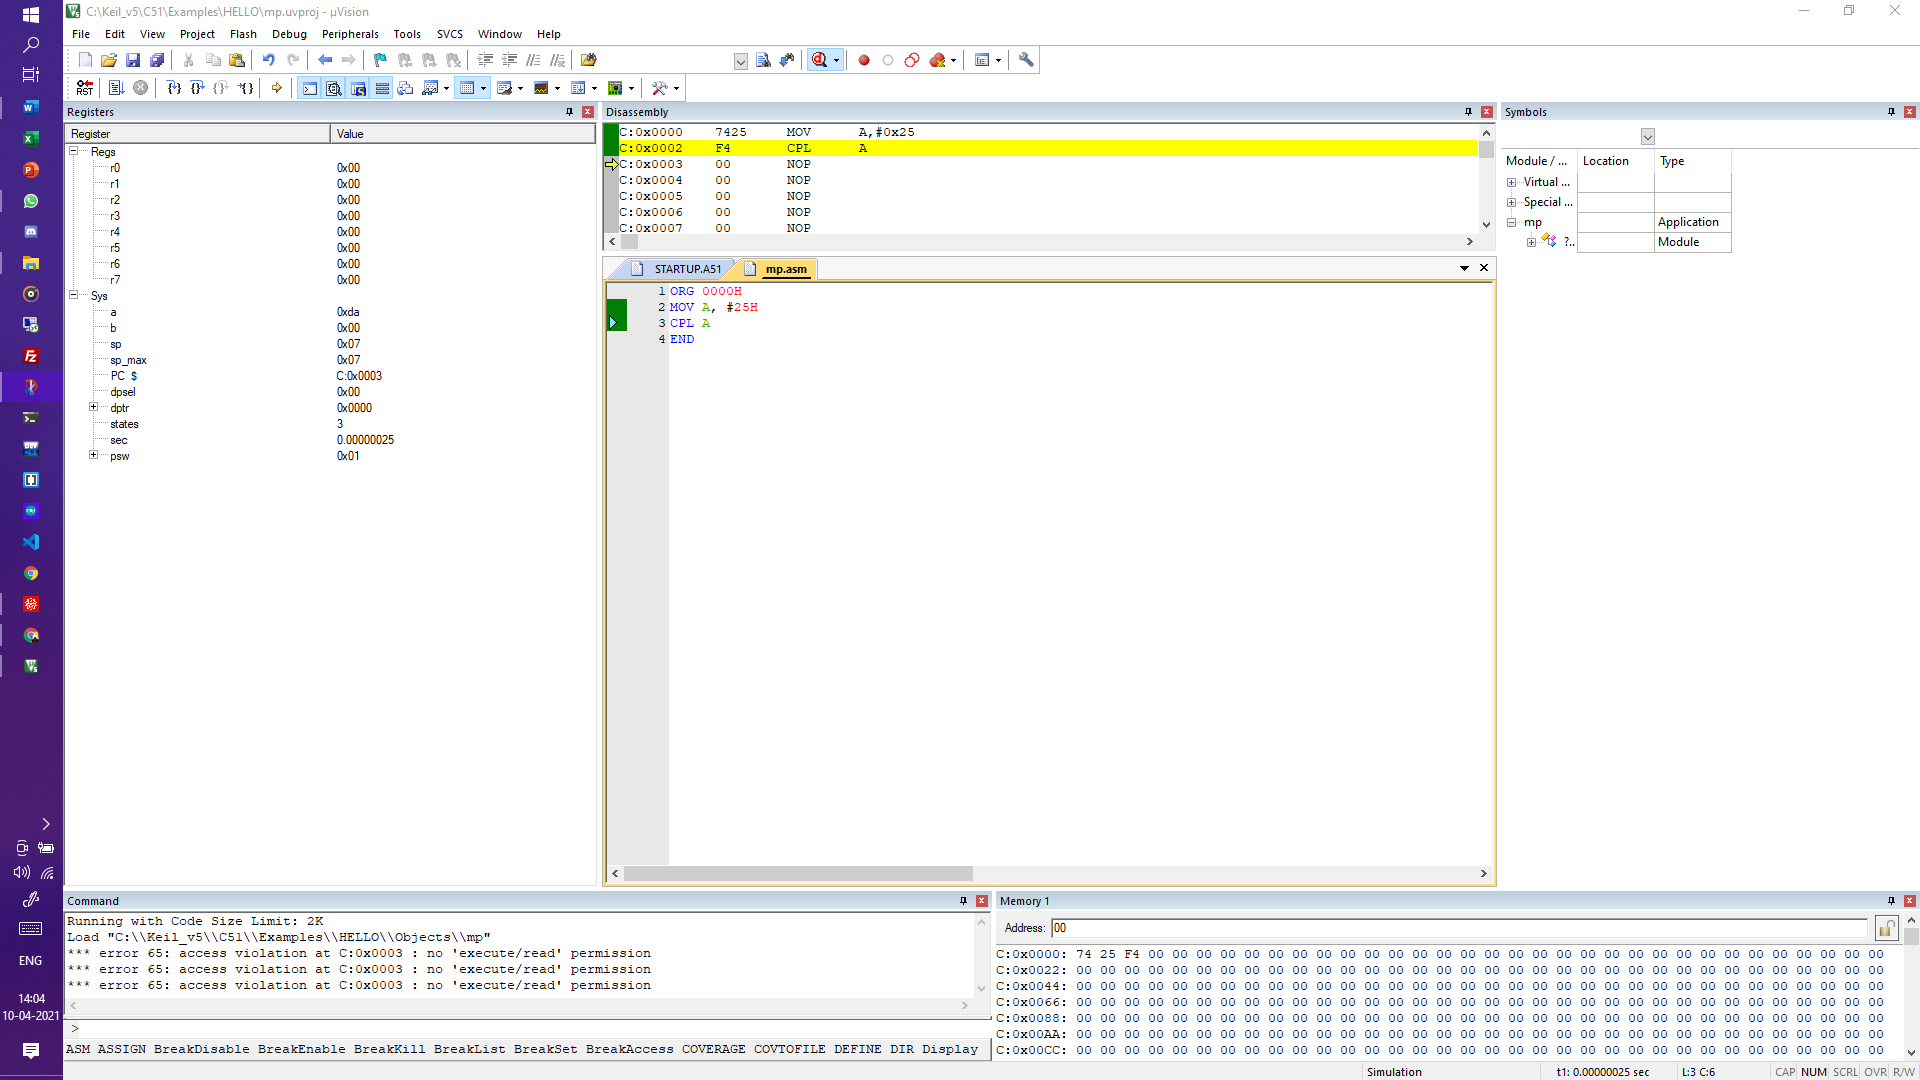 C:\Keil_v5\C51\Examples\HELLO\mp.uvproj - µVision
File Edit View Project Flash Debug Peripherals Tools SVCS Window Help
Registers
Register Value
Regs
r0 0x00
r1 0x00
r2 0x00
r3 0x00
r4 0x00
r5 0x00
r6 0x00
r7 0x00
Sys
a 0xda
b 0x00
sp 0x07
sp_max 0x07
PC $ C:0x0003
dpsel 0x00
dptr 0x0000
states 3
sec 0.00000025
psw 0x01
Disassembly
C:0x0000 7425 MOV A,#0x25
C:0x0002 F4 CPL A
C:0x0003 00 NOP
C:0x0004 00 NOP
C:0x0005 00 NOP
C:0x0006 00 NOP
C:0x0007 00 NOP
STARTUP.A51 mp.asm
1 ORG 0000H
2 MOV A, #25H
3 CPL A
4 END
Symbols
Module / ... Location Type
Virtual ...
Special ...
mp Application
?.. Module
Command
Running with Code Size Limit: 2K
Load "C:\\Keil_v5\\C51\\Examples\\HELLO\\Objects\\mp"
*** error 65: access violation at C:0x0003 : no 'execute/read' permission
*** error 65: access violation at C:0x0003 : no 'execute/read' permission
*** error 65: access violation at C:0x0003 : no 'execute/read' permission
>
ASM ASSIGN BreakDisable BreakEnable BreakKill BreakList BreakSet BreakAccess COVERAGE COVTOFILE DEFINE DIR Display
Memory 1
Address: 00
C:0x0000: 74 25 F4 00 00 00 00 00 00 00 00 00 00 00 00 00 00 00 00 00 00 00 00 00 00 00 00 00 00 00 00 00 00 00
C:0x0022: 00 00 00 00 00 00 00 00 00 00 00 00 00 00 00 00 00 00 00 00 00 00 00 00 00 00 00 00 00 00 00 00 00 00
C:0x0044: 00 00 00 00 00 00 00 00 00 00 00 00 00 00 00 00 00 00 00 00 00 00 00 00 00 00 00 00 00 00 00 00 00 00
C:0x0066: 00 00 00 00 00 00 00 00 00 00 00 00 00 00 00 00 00 00 00 00 00 00 00 00 00 00 00 00 00 00 00 00 00 00
C:0x0088: 00 00 00 00 00 00 00 00 00 00 00 00 00 00 00 00 00 00 00 00 00 00 00 00 00 00 00 00 00 00 00 00 00 00
C:0x00AA: 00 00 00 00 00 00 00 00 00 00 00 00 00 00 00 00 00 00 00 00 00 00 00 00 00 00 00 00 00 00 00 00 00 00
C:0x00CC: 00 00 00 00 00 00 00 00 00 00 00 00 00 00 00 00 00 00 00 00 00 00 00 00 00 00 00 00 00 00 00 00 00 00
Simulation t1: 0.00000025 sec L:3 C:6 CAP NUM SCRL OVR R/W
ENG
14:04
10-04-2021